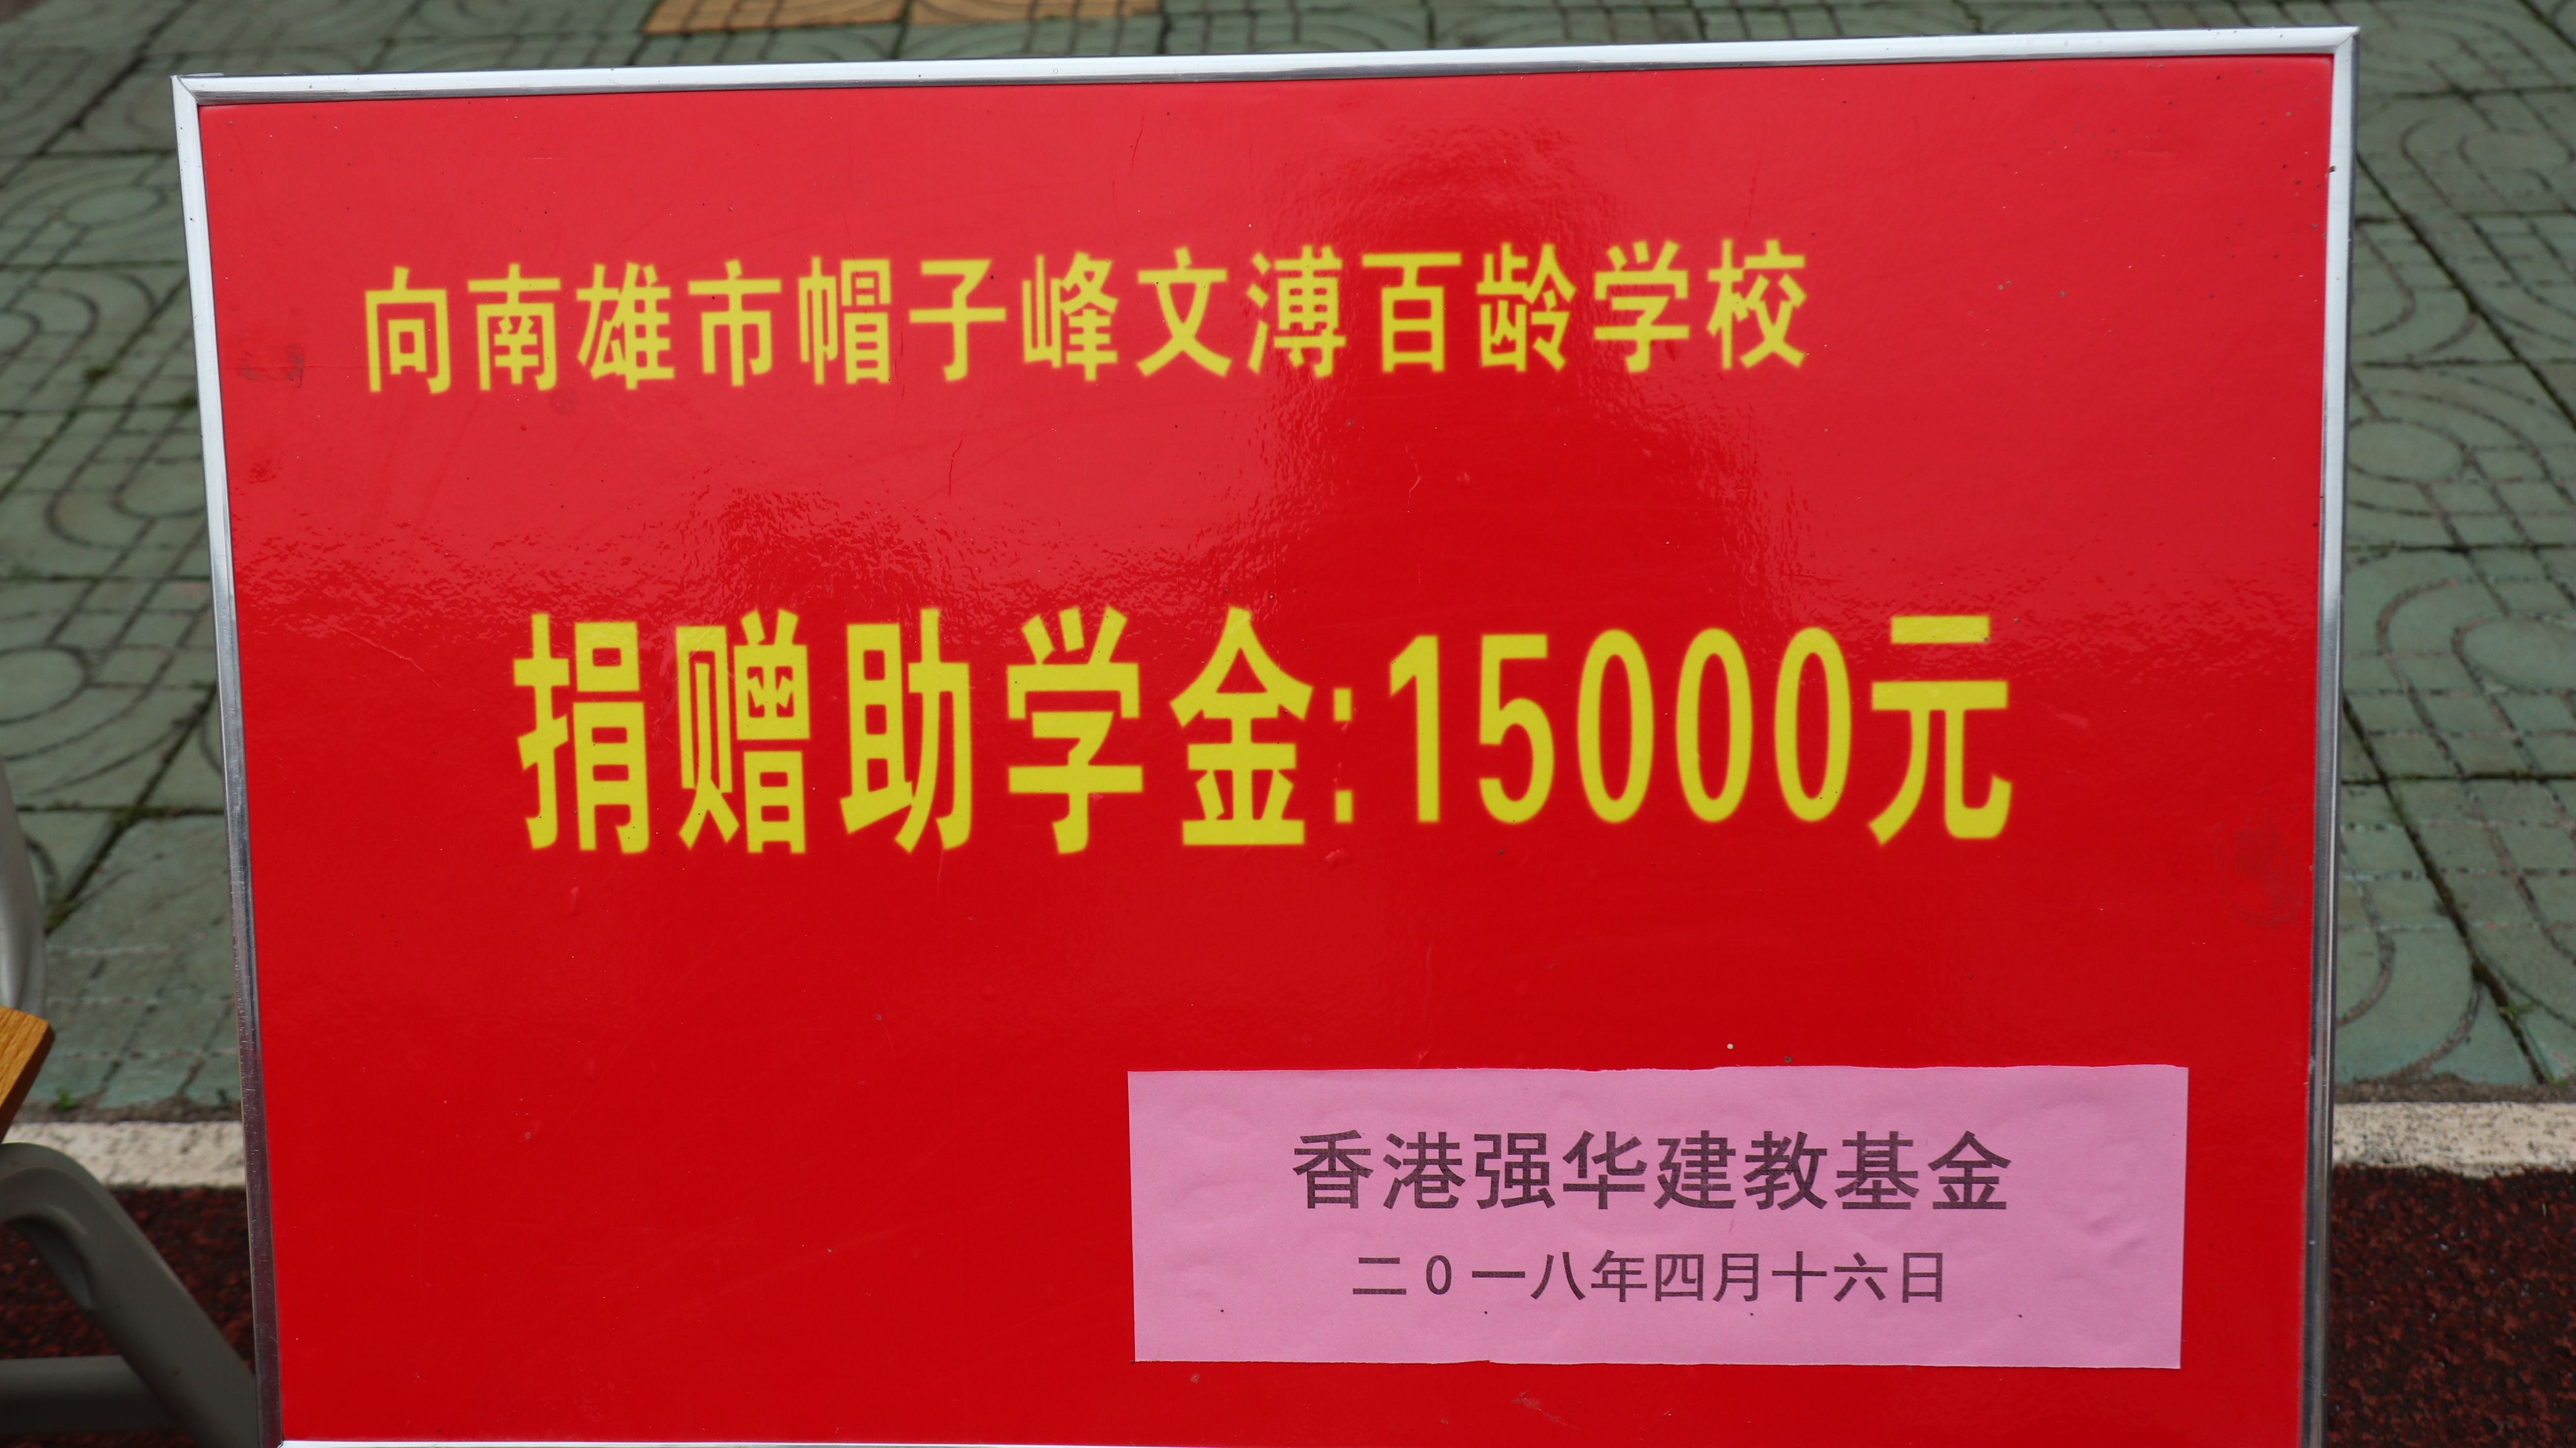 向南雄市帽子峰文溥百龄学校
捐赠助学金:15000元
香港强华建教基金
二0一八年四月十六日